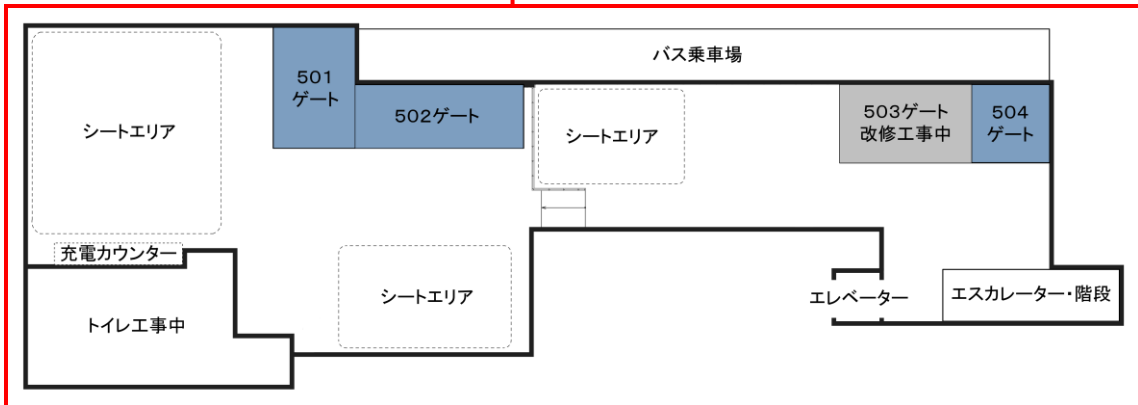 バス乗車場
501
ゲート
502ゲート
シートエリア
シートエリア
503ゲート
改修工事中
504
ゲート
充電カウンター
トイレ工事中
シートエリア
エレベーター
エスカレーター・階段